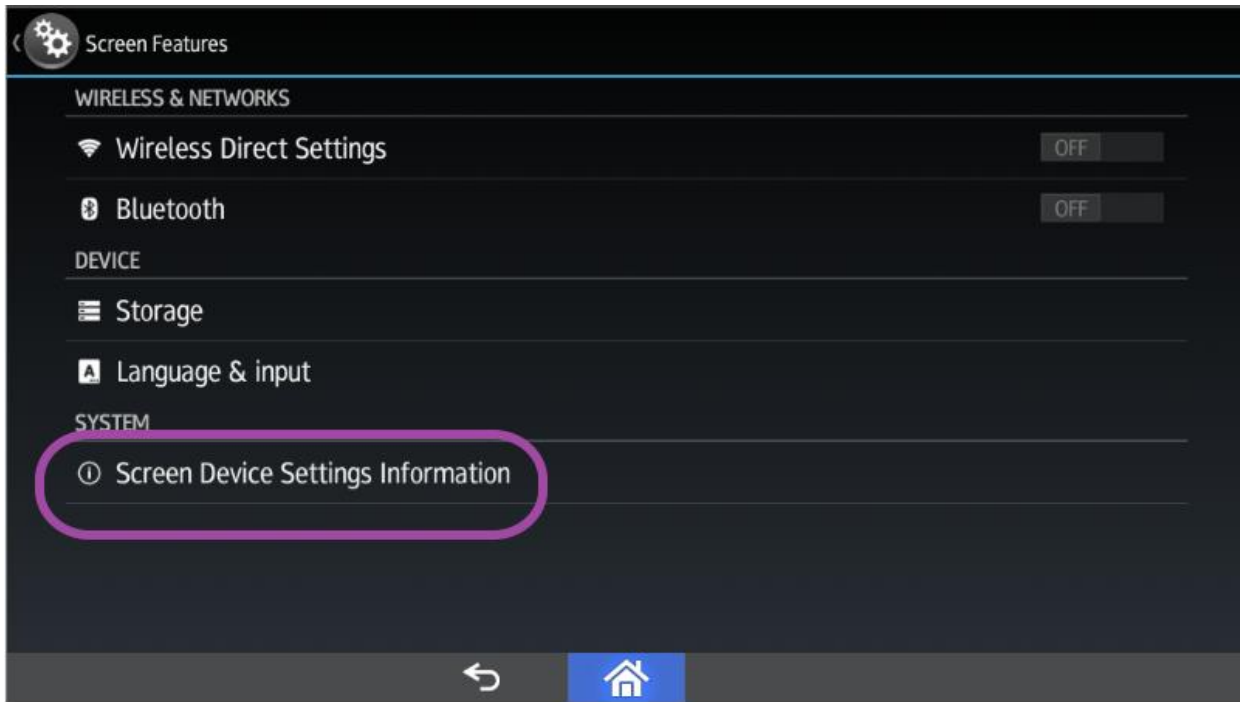 Screen Features
WIRELESS & NETWORKS
Wireless Direct Settings
OFF
Bluetooth
OFF
DEVICE
Storage
A Language & input
SYSTEM
Screen Device Settings Information